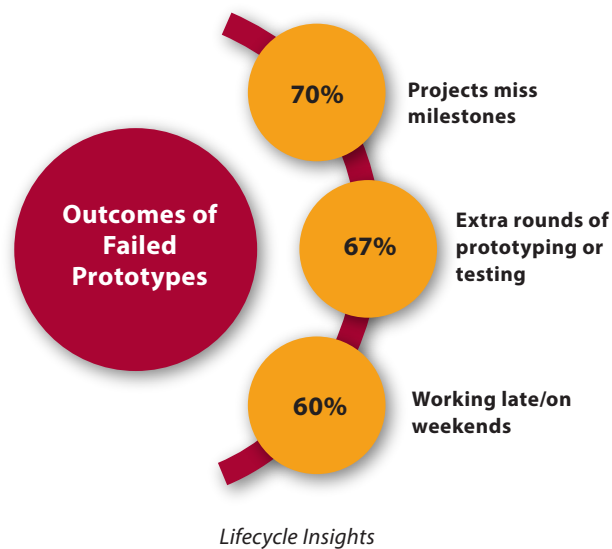 Outcomes of
Failed
Prototypes
70%
Projects miss
milestones
67%
Extra rounds of
prototyping or
testing
60%
Working late/on
weekends
Lifecycle Insights